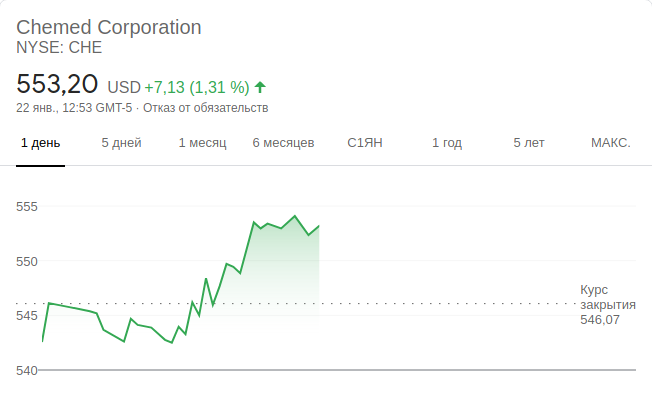 Chemed Corporation
NYSE: CHE
553,20 USD +7,13 (1,31 %)
22 янв., 12:53 GMT-5 · Отказ от обязательств
1 день 5 дней 1 месяц 6 месяцев С1ЯН 1 год 5 лет МАКС.
555
550
Курс
закрытия
546,07
545
540